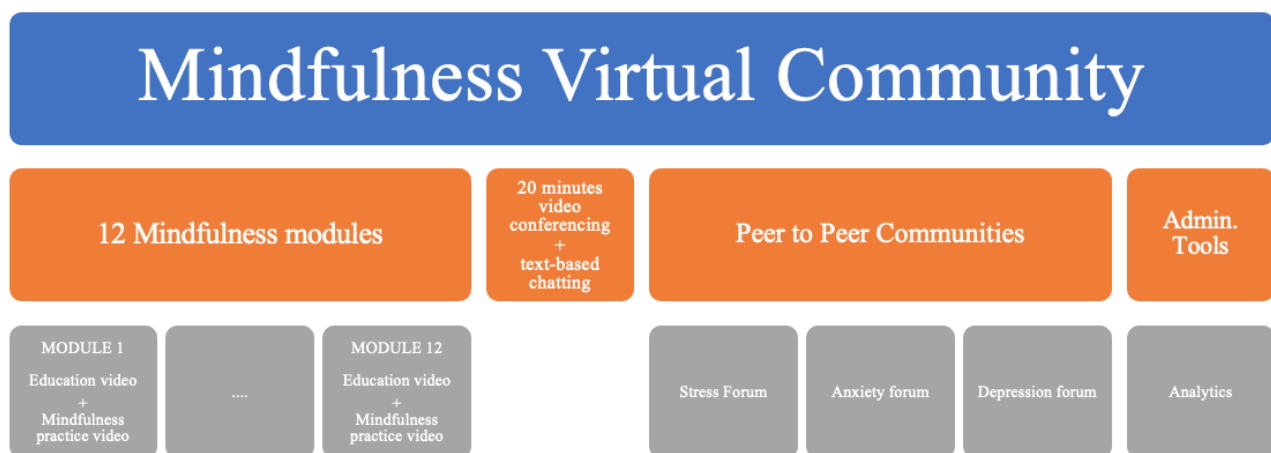 Mindfulness Virtual Community
12 Mindfulness modules
20 minutes
video
conferencing
+
text-based
chatting
Peer to Peer Communities
Admin.
Tools
MODULE 1
Education video
+
Mindfulness
practice video
....
MODULE 12
Education video
+
Mindfulness
practice video
Stress Forum
Anxiety forum
Depression forum
Analytics